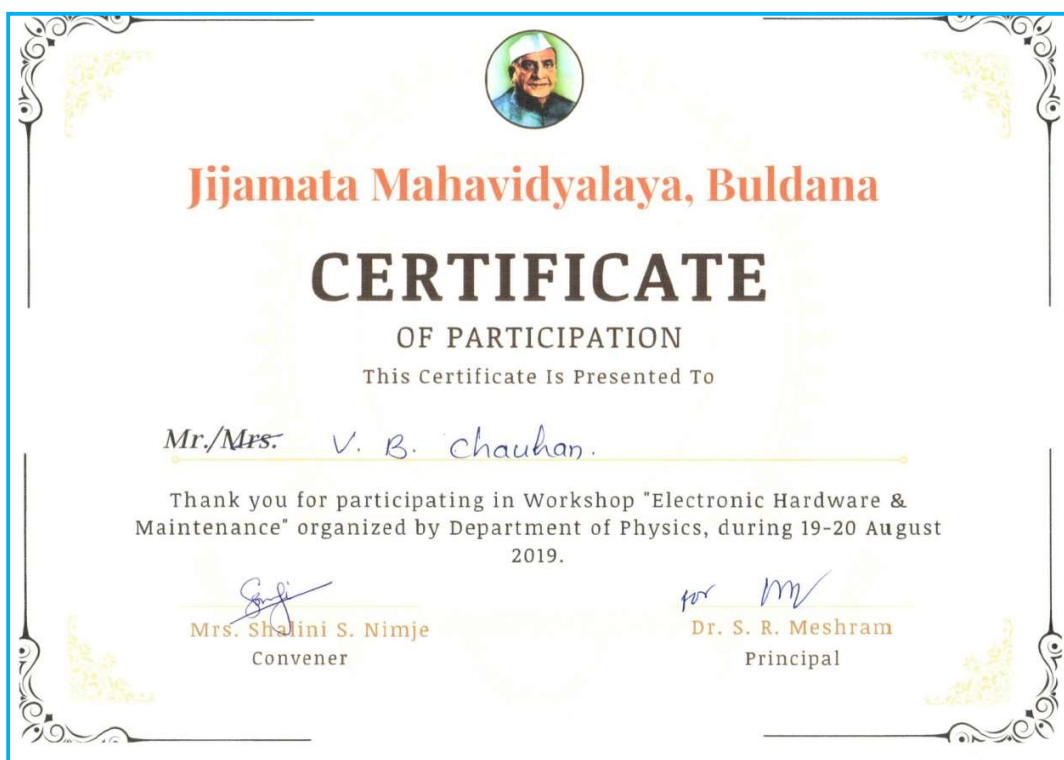 Jijamata Mahavidyalaya, Buldana
CERTIFICATE
OF PARTICIPATION
This Certificate Is Presented To
Mr./Mrs. V. B. Chauhan.
Thank you for participating in Workshop "Electronic Hardware &
Maintenance" organized by Department of Physics, during 19-20 August
2019.
for
Mrs. Shalini S. Nimje
Dr. S. R. Meshram
Convener
Principal